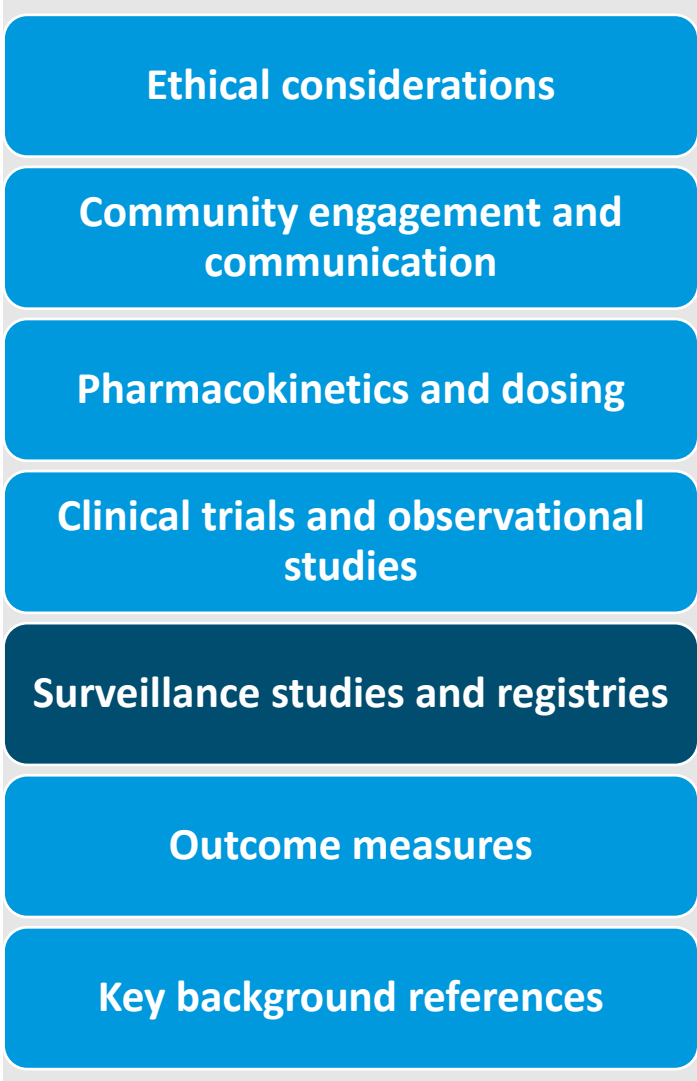 Ethical considerations
Community engagement and
communication
Pharmacokinetics and dosing
Clinical trials and observational
studies
Surveillance studies and registries
Outcome measures
Key background references